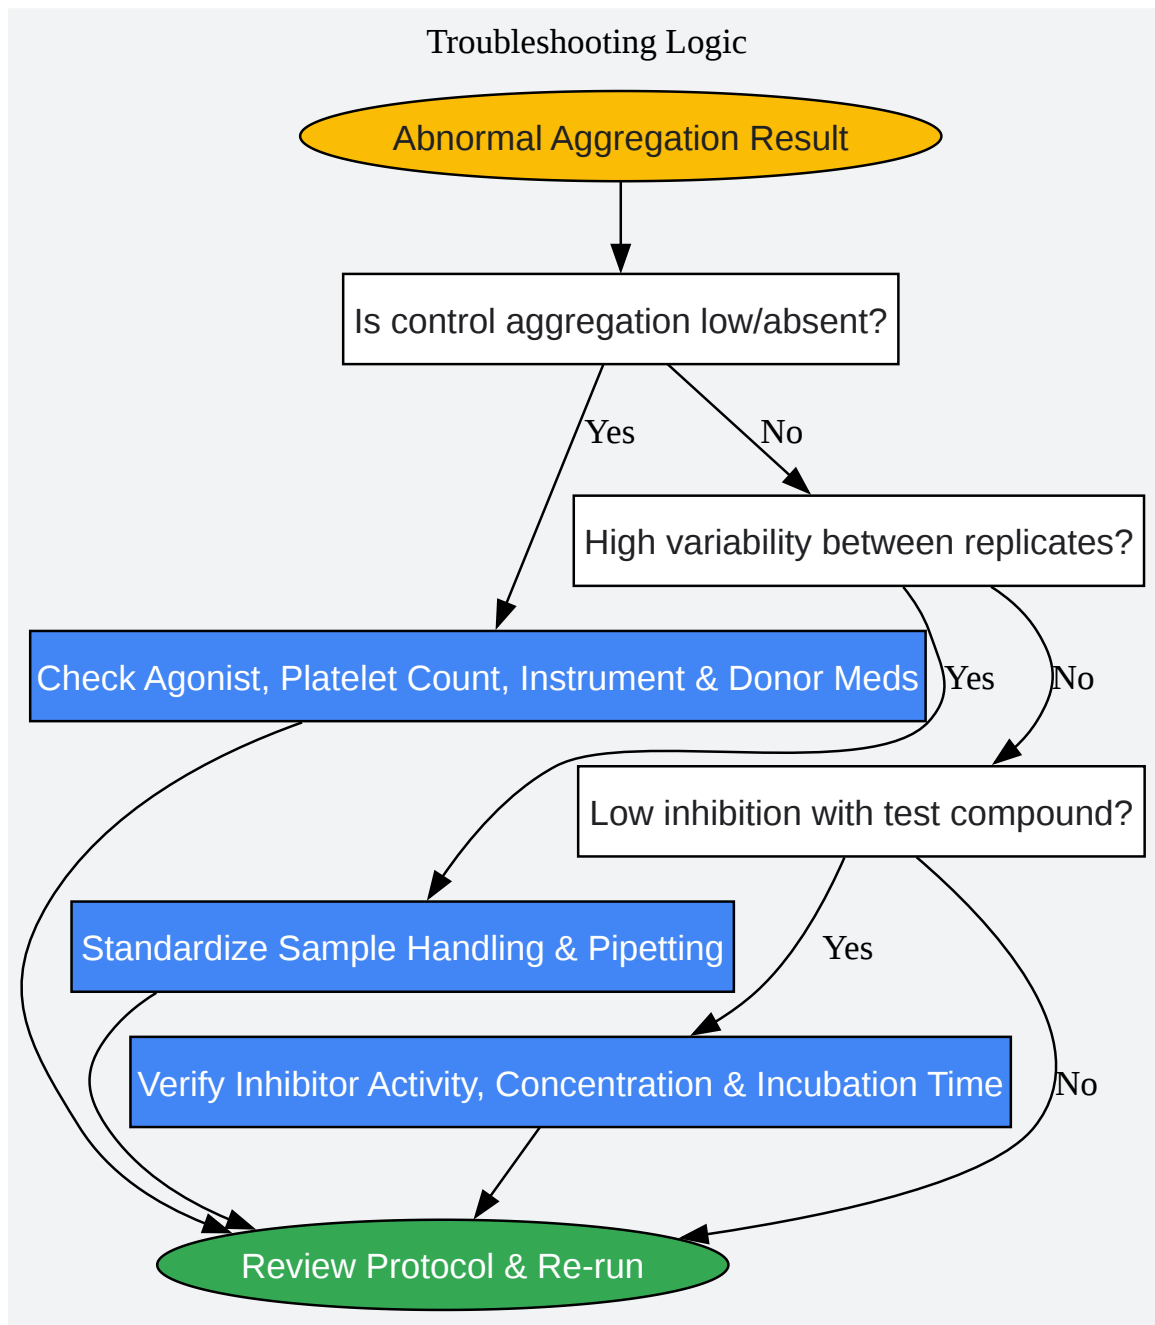 Troubleshooting Logic
Abnormal Aggregation Result
Is control aggregation low/absent?
Yes
No
High variability between replicates?
Check Agonist, Platelet Count, Instrument & Donor Meds
Yes
No
Low inhibition with test compound?
Standardize Sample Handling & Pipetting
Yes
Verify Inhibitor Activity, Concentration & Incubation Time
No
Review Protocol & Re-run